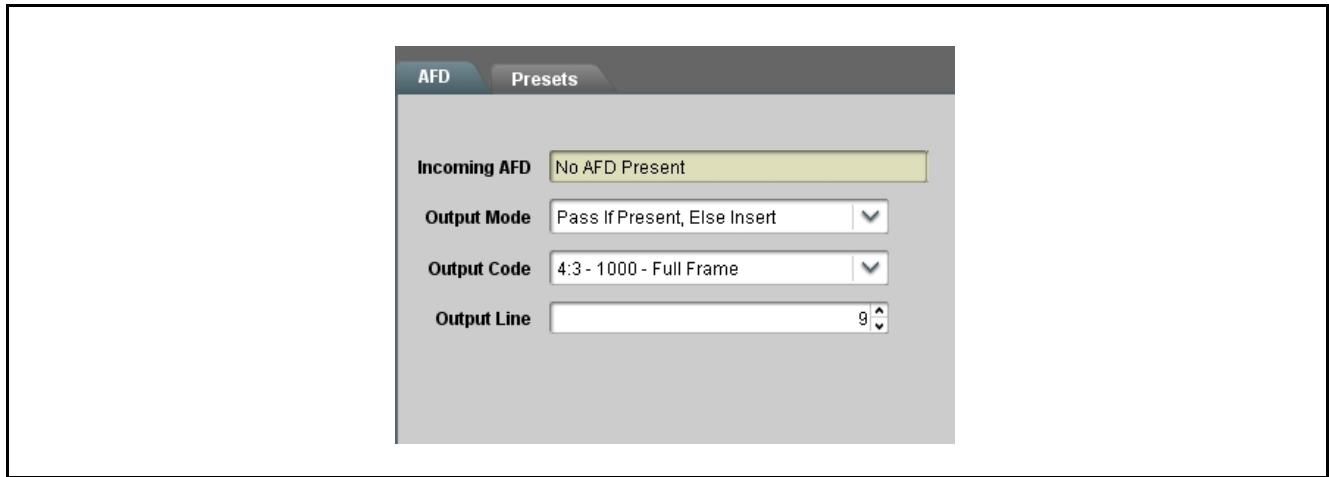 AFD Presets
Incoming AFD No AFD Present
Output Mode Pass If Present, Else Insert
Output Code 4:3 - 1000 - Full Frame
Output Line 9